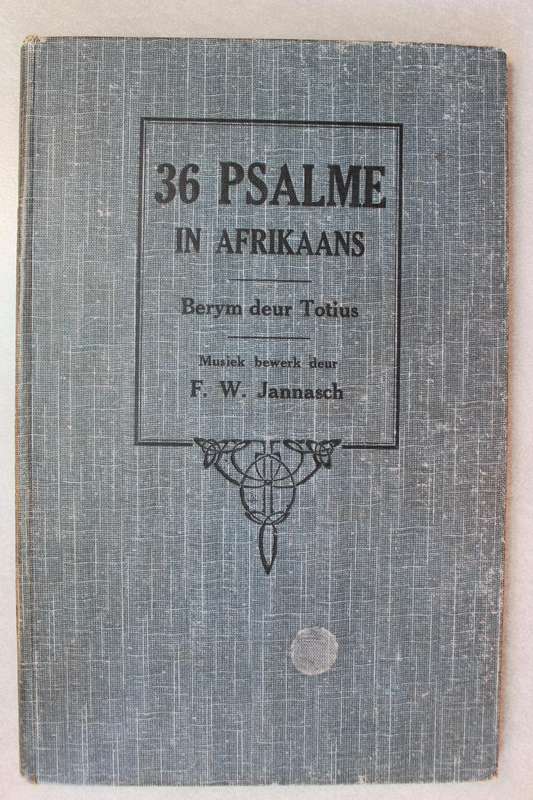 36 PSALME
IN AFRIKAANS
Berym deur Totius
Musiek bewerk deur
F. W. Jannasch